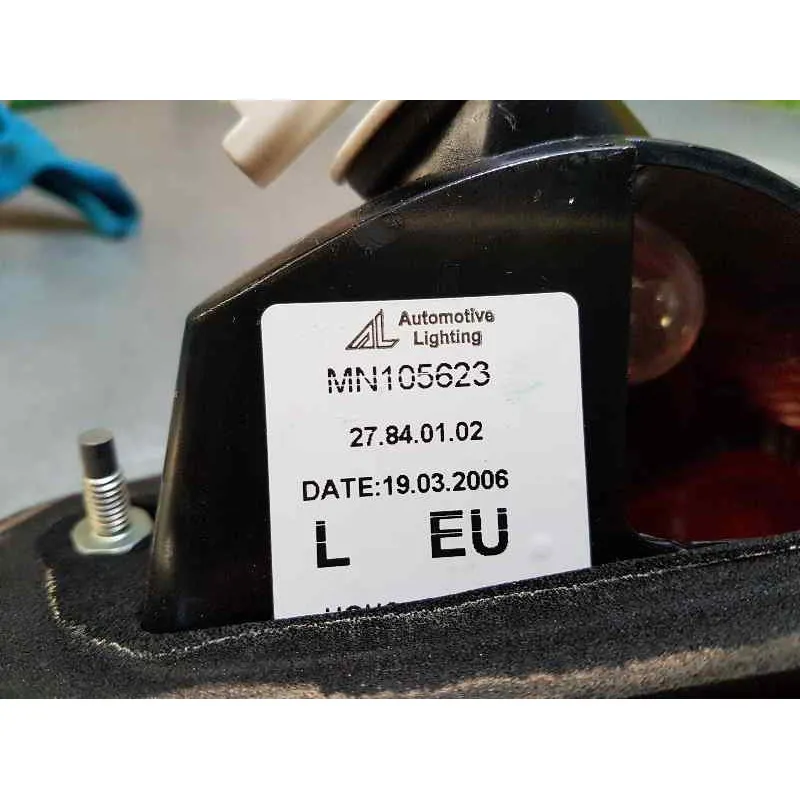 Automotive
Lighting
MN105623
27.84.01.02
DATE:19.03.2006
L EU